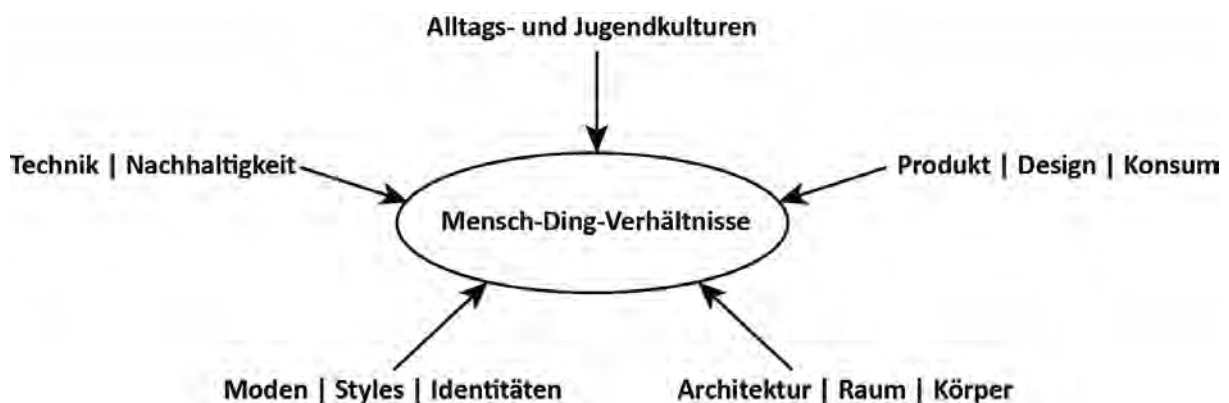 Alltags- und Jugendkulturen
Technik | Nachhaltigkeit
Produkt | Design | Konsum
Mensch-Ding-Verhältnisse
Moden | Styles | Identitäten
Architektur | Raum | Körper